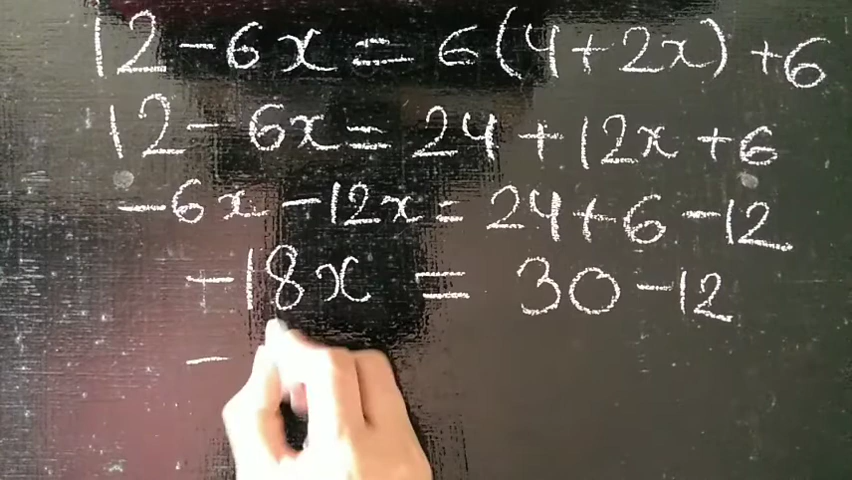 12 - 6x = 6(4 + 2x) + 6
12 - 6x = 24 + 12x + 6
-6x - 12x = 24 + 6 - 12
-18x = 30 - 12
-